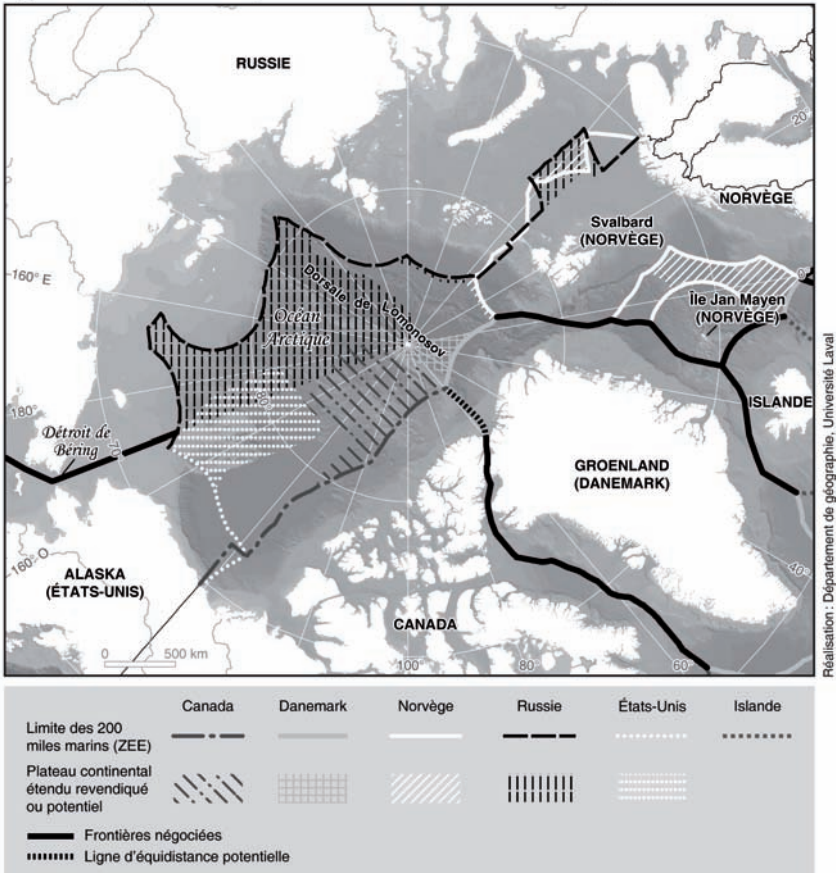 RUSSIE
20°
NORVÈGE
Svalbard
(NORVÈGE)
160° E
0°
Dorsale de Lomonosov
Île Jan Mayen
(NORVÈGE)
Océan
Arctique
ISLANDE
180°
80°
Détroit de
Béring
70
GROENLAND
(DANEMARK)
160° O
ALASKA
(ÉTATS-UNIS)
40°
CANADA
0 500 km
100°
80°
60°
Réalisation : Département de géographie, Université Laval
Canada Danemark Norvège Russie États-Unis Islande
Limite des 200
miles marins (ZEE)
Plateau continental
étendu revendiqué
ou potentiel
Frontières négociées
Ligne d'équidistance potentielle